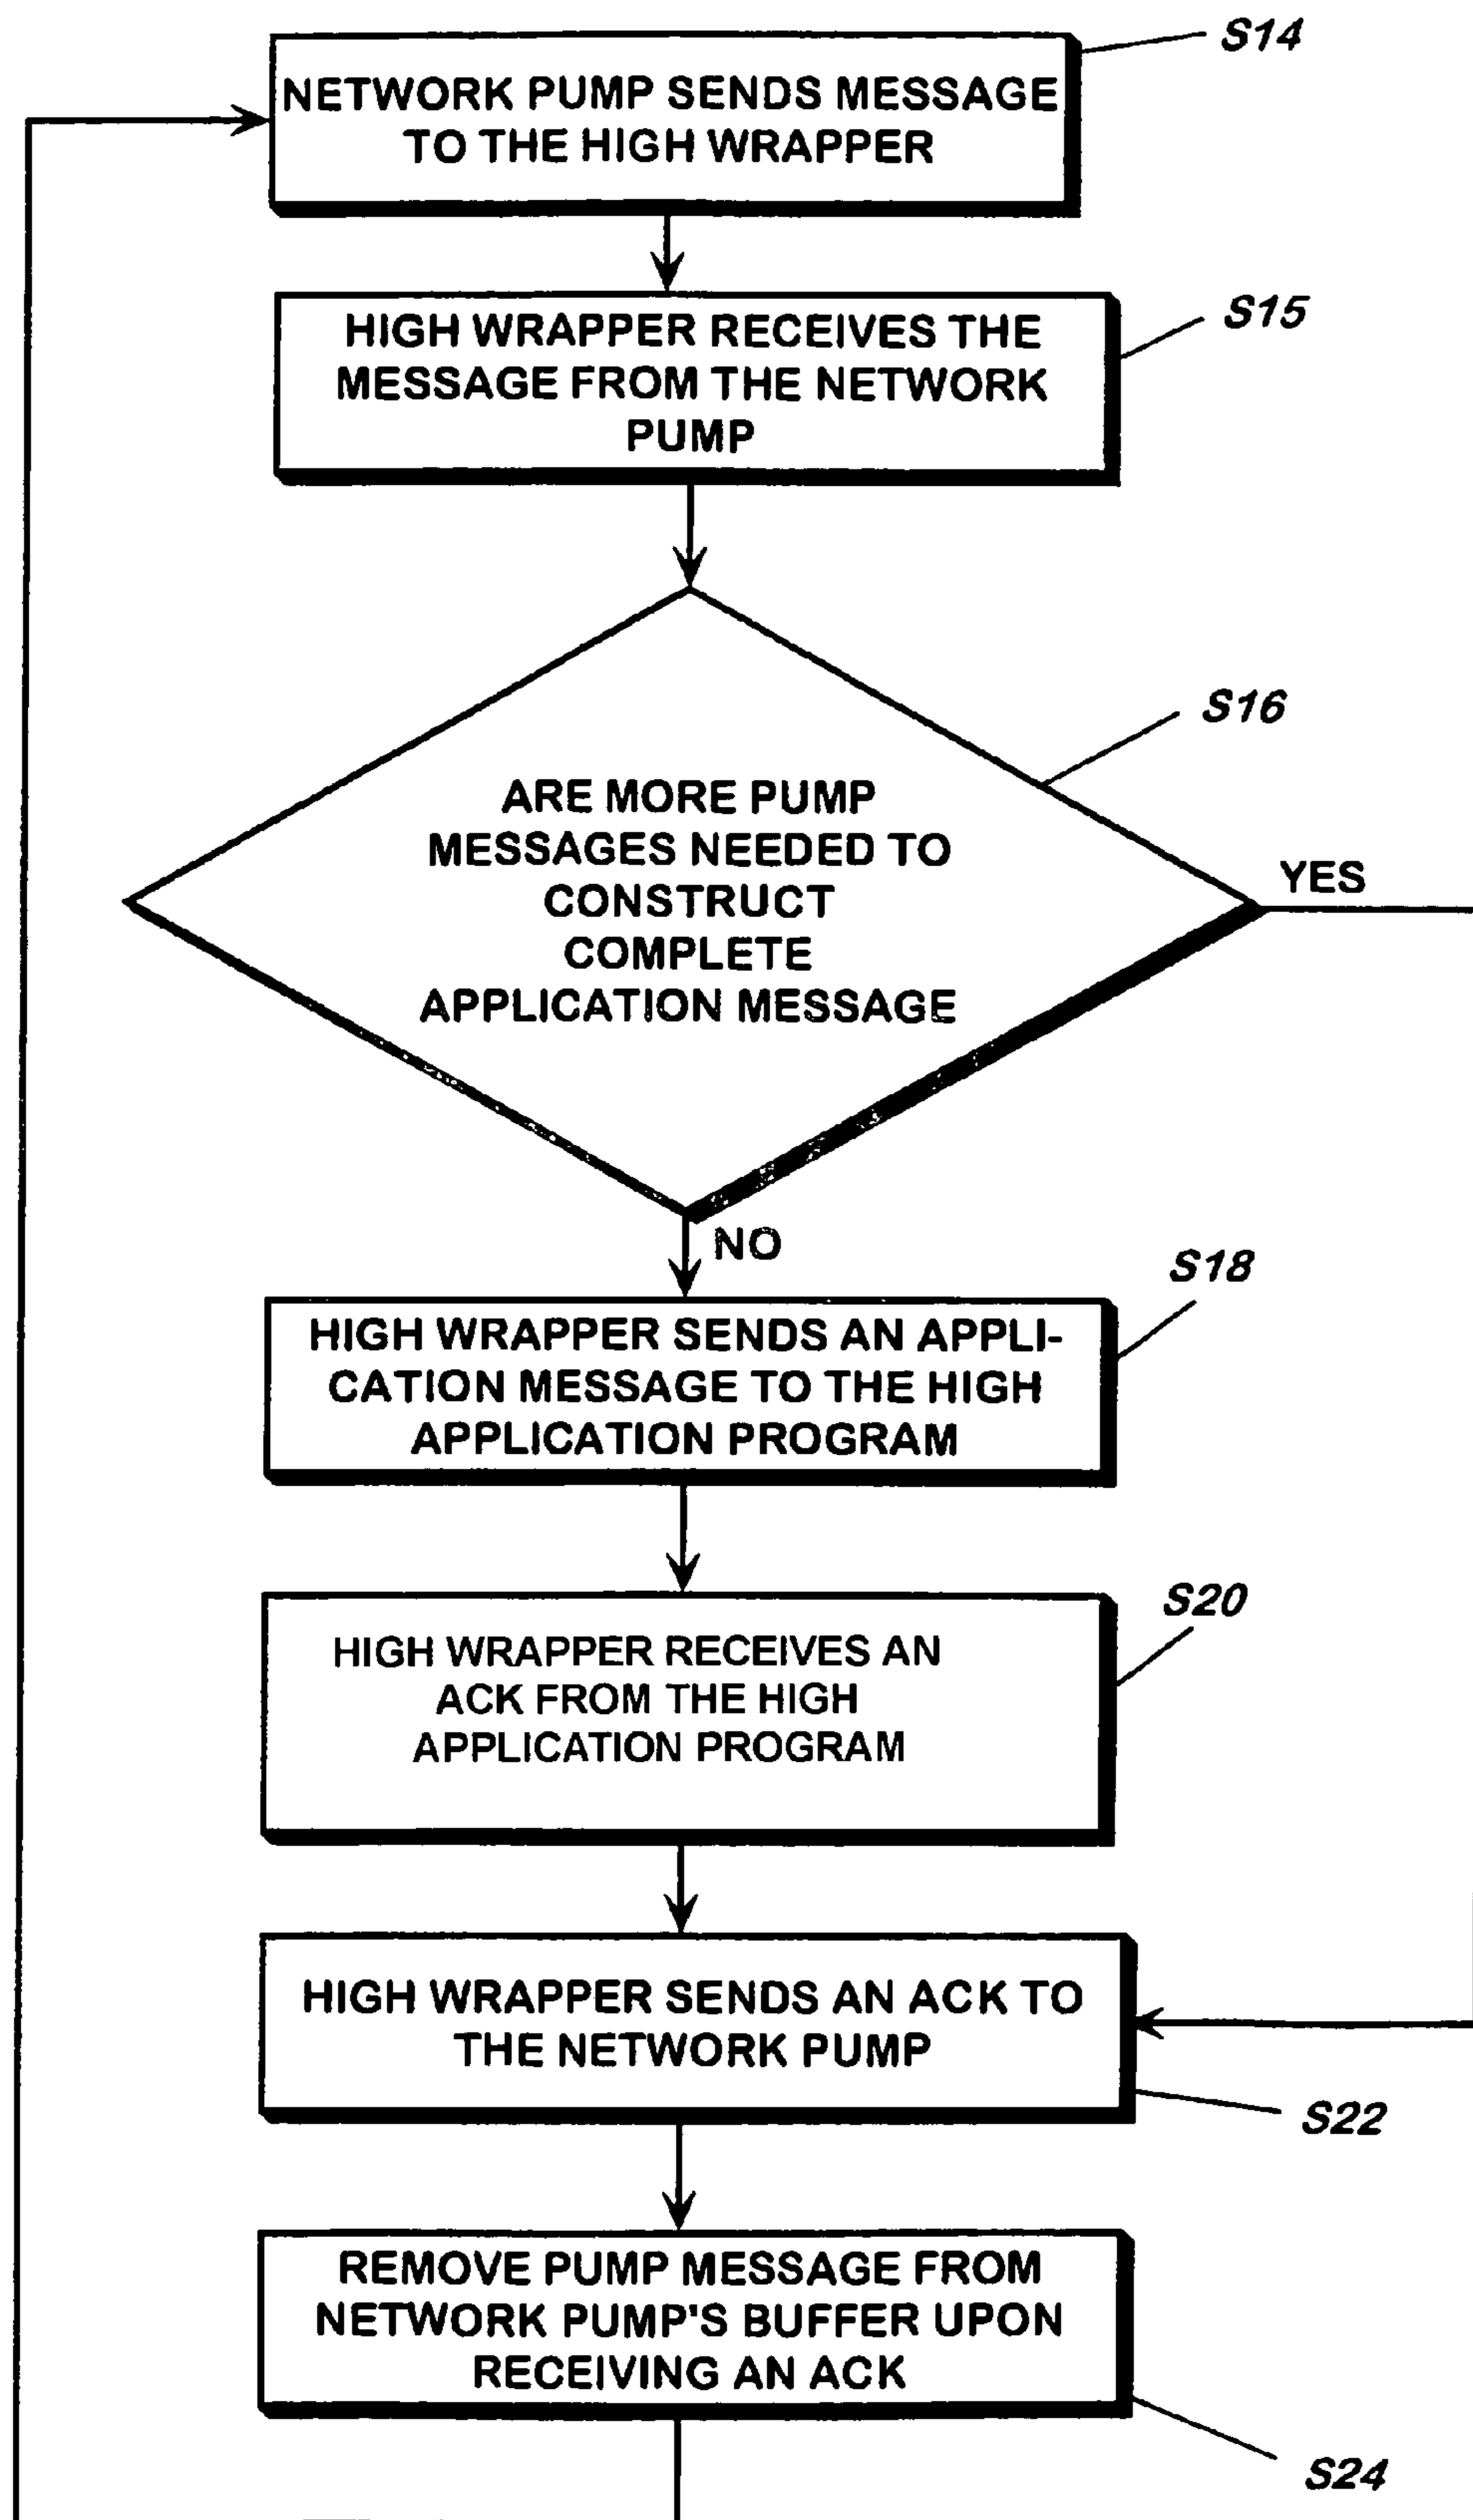 S14
NETWORK PUMP SENDS MESSAGE
TO THE HIGH WRAPPER
S15
HIGH WRAPPER RECEIVES THE
MESSAGE FROM THE NETWORK
PUMP
S16
ARE MORE PUMP
MESSAGES NEEDED TO
CONSTRUCT
COMPLETE
APPLICATION MESSAGE
YES
NO
S18
HIGH WRAPPER SENDS AN APPLI-
CATION MESSAGE TO THE HIGH
APPLICATION PROGRAM
S20
HIGH WRAPPER RECEIVES AN
ACK FROM THE HIGH
APPLICATION PROGRAM
HIGH WRAPPER SENDS AN ACK TO
THE NETWORK PUMP
S22
REMOVE PUMP MESSAGE FROM
NETWORK PUMP'S BUFFER UPON
RECEIVING AN ACK
S24